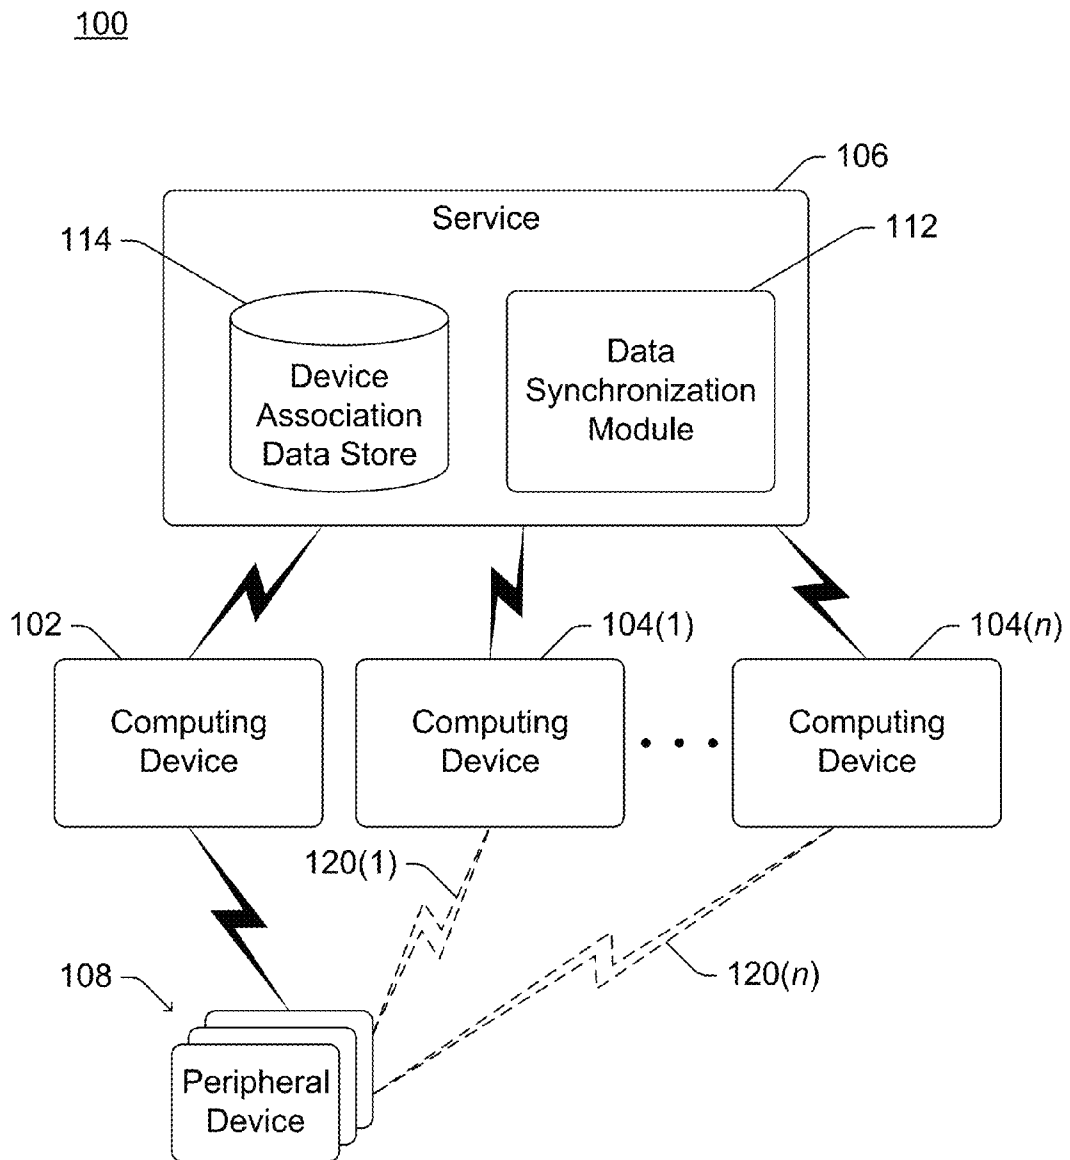 100
106
Service
114
112
Device
Association
Data Store
Data
Synchronization
Module
102
104(1)
104(n)
Computing
Device
Computing
Device
Computing
Device
120(1)
120(n)
108
Peripheral
Device